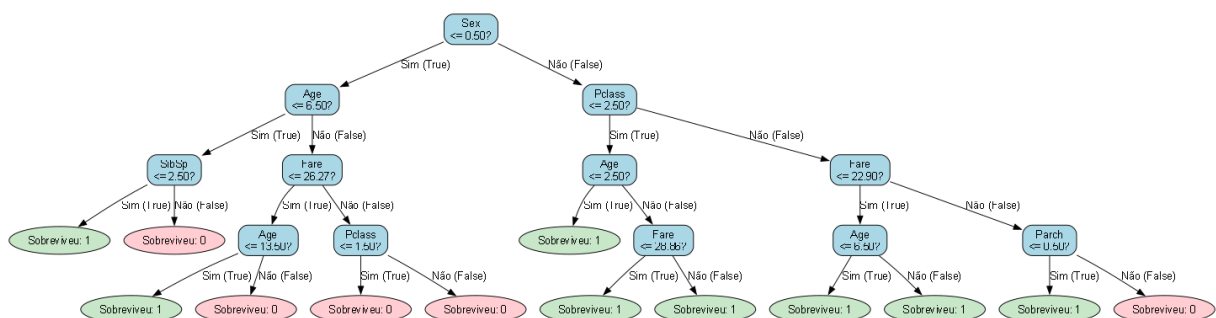 Sex
<= 0.50?
Sim (True)
Não (False)
Age
<= 6.50?
Pclass
<= 2.50?
Sim (True)
Não (False)
Sim (True)
Não (False)
SibSp
<= 2.50?
Fare
<= 26.27?
Age
<= 2.50?
Fare
<= 22.90?
Sim (True)
Não (False)
Sim (True)
Não (False)
Sim (True)
Não (False)
Sim (True)
Não (False)
Sobreviveu: 1
Sobreviveu: 0
Age
<= 13.50?
Pclass
<= 1.50?
Sobreviveu: 1
Fare
<= 28.86?
Age
<= 6.50?
Parch
<= 0.50?
Sim (True)
Não (False)
Sim (True)
Não (False)
Sim (True)
Não (False)
Sim (True)
Não (False)
Sim (True)
Não (False)
Sobreviveu: 1
Sobreviveu: 0
Sobreviveu: 0
Sobreviveu: 0
Sobreviveu: 1
Sobreviveu: 1
Sobreviveu: 1
Sobreviveu: 1
Sobreviveu: 1
Sobreviveu: 0